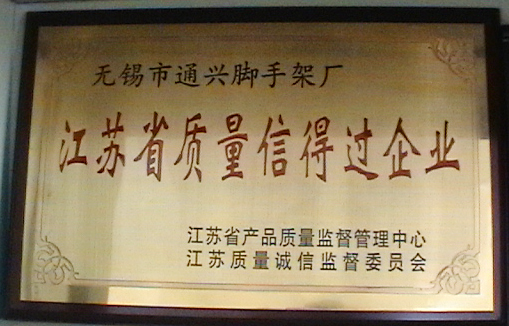 无锡市通兴脚手架厂
江苏省质量信得过企业
江苏省产品质量监督管理中心
江苏质量诚信监督委员会